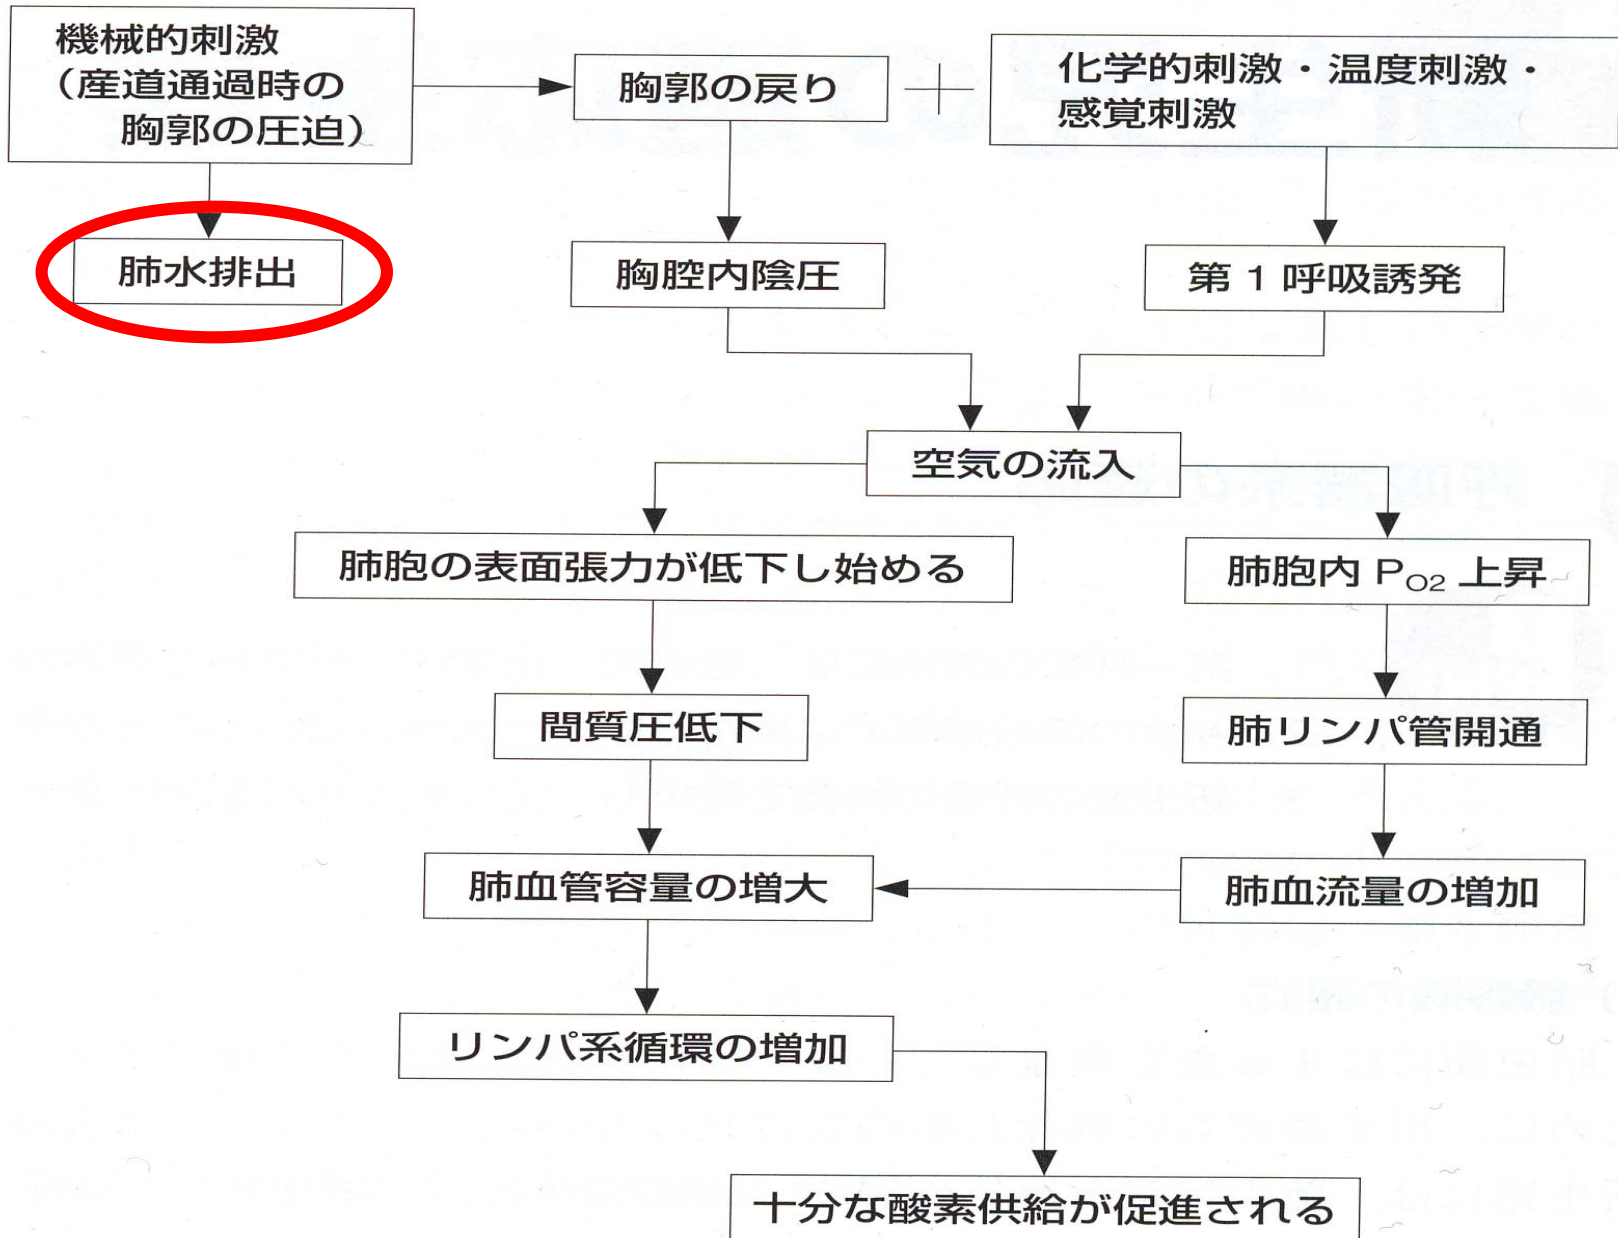 機械的刺激
（産道通過時の
胸郭の圧迫）
胸郭の戻り
＋
化学的刺激・温度刺激・
感覚刺激
肺水排出
胸腔内陰圧
第 1 呼吸誘発
空気の流入
肺胞の表面張力が低下し始める
肺胞内 PO2 上昇
間質圧低下
肺リンパ管開通
肺血管容量の増大
肺血流量の増加
リンパ系循環の増加
十分な酸素供給が促進される